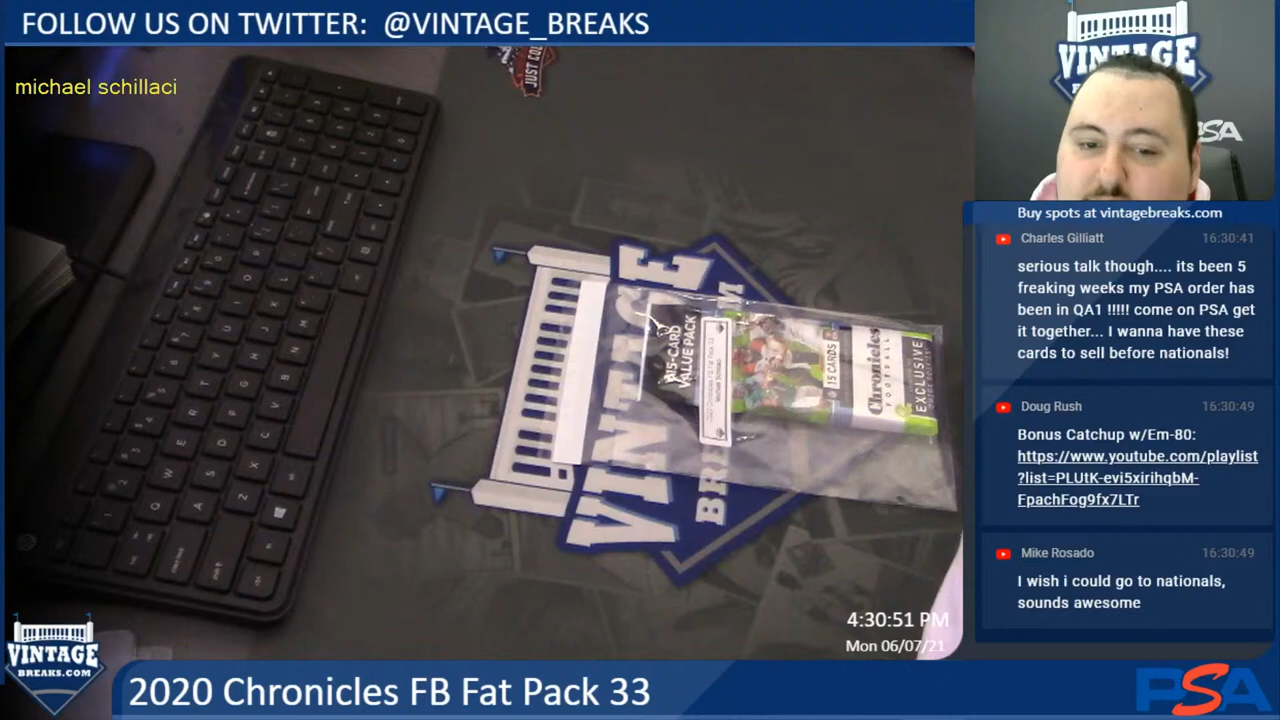 FOLLOW US ON TWITTER: @VINTAGE_BREAKS
michael schillaci
JUST COL
VINTAGE
PSA
Buy spots at vintagebreaks.com
Charles Gilliatt 16:30:41
serious talk though.... its been 5
freaking weeks my PSA order has
been in QA1 !!!!! come on PSA get
it together... I wanna have these
cards to sell before nationals!
Doug Rush 16:30:49
Bonus Catchup w/Em-80:
https://www.youtube.com/playlist
?list=PLUtK-evi5xirihqbM-
FpachFog9fx7LTr
Mike Rosado 16:30:49
I wish i could go to nationals,
sounds awesome
VINTAGE
BRE
15-CARD
VALUE PACK
15 CARDS
Chronicles
FOOTBALL
EXCLUSIVE
4:30:51 PM
Mon 06/07/21
VINTAGE
BREAKS.COM
2020 Chronicles FB Fat Pack 33
PSA